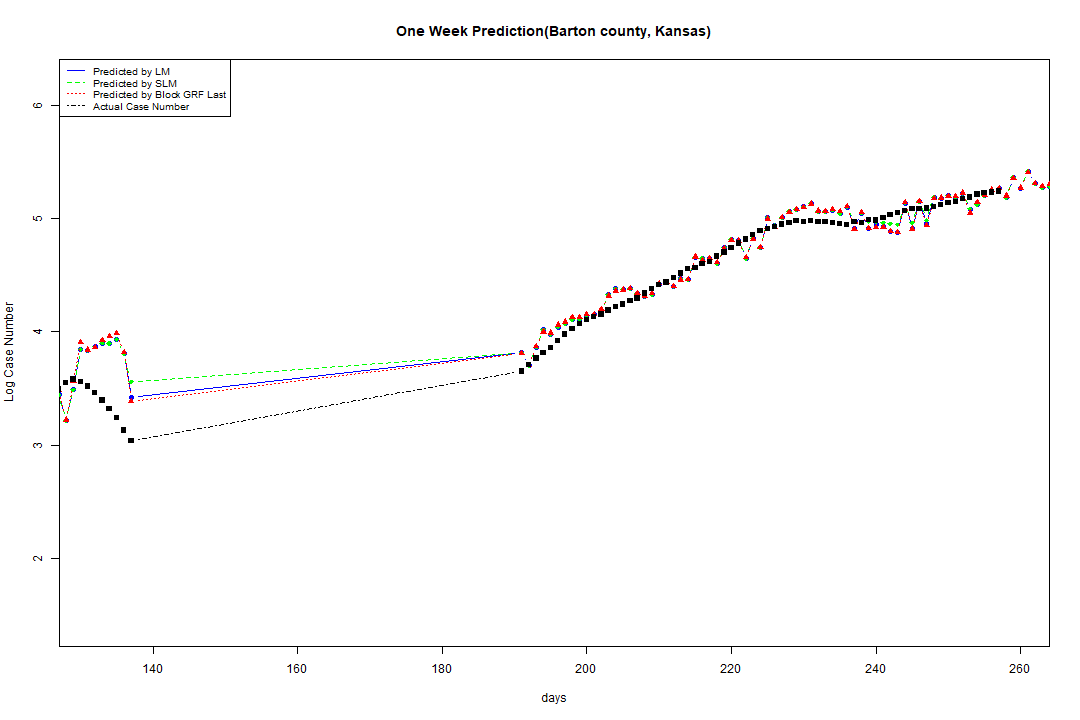 One Week Prediction(Barton county, Kansas)
Predicted by LM
Predicted by SLM
Predicted by Block GRF Last
Actual Case Number
6
5
4
3
2
Log Case Number
140 160 180 200 220 240 260
days